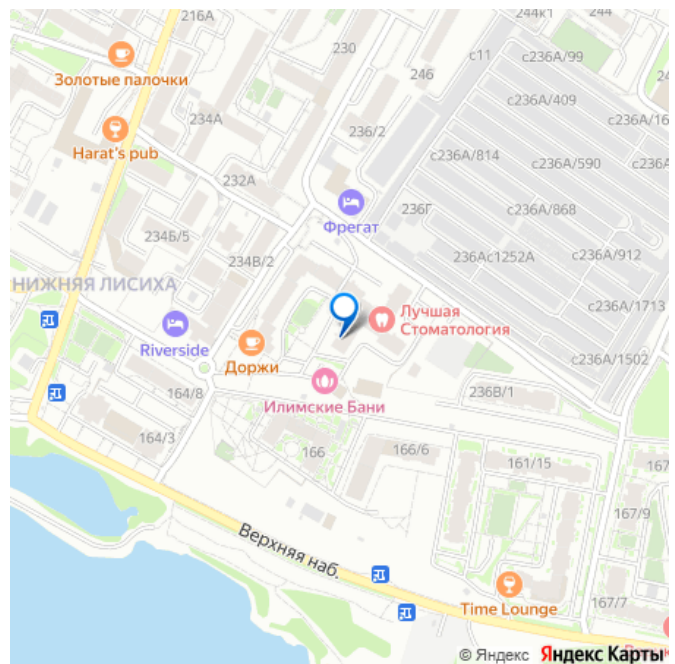 216А
244к1
244
Золотые палочки
230
с11
с236А/99
246
234А
с236А/409
236/2
с236А/16
Harat's pub
с236А/814
с236А/590
232А
Фрегат
236Г
с236А/868
234Б/5
234В/2
236Ас1252А
с236А/912
НИЖНЯЯ ЛИСИХА
с236А/1713
Лучшая
Стоматология
Riverside
Доржи
с236А/1502
164/8
Илимские Бани
236В/1
164/3
166
166/6
161/15
167
167/9
Верхняя наб.
Time Lounge
167/7
© Яндекс Яндекс Карты